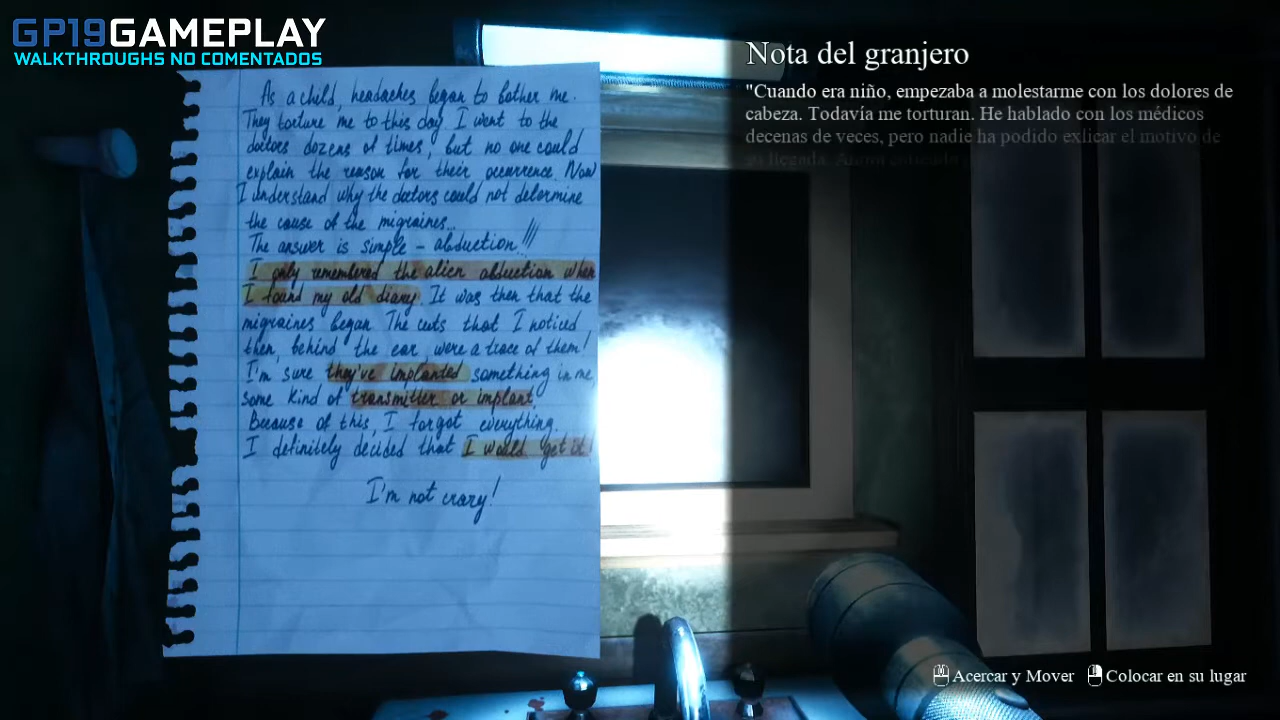 GP19GAMEPLAY
WALKTHROUGHS NO COMENTADOS
As a child, headaches began to bother me.
They torture me to this day. I went to the
doctors dozens of times, but no one could
explain the reason for their ocurrence. Now
I understand why the doctors could not determine
the cause of the migraines...
The answer is simple - abduction!!!
I only remembered the alien abduction when
I found my old diary. It was then that the
migraines began. The cuts that I noticed
then, behind the ear, were a trace of them!
I'm sure they've implanted something in me,
some kind of transmitter or implant.
Because of this, I forgot everything.
I definitely decided that I would get it!
I'm not crazy!
Nota del granjero
"Cuando era niño, empezaba a molestarme con los dolores de
cabeza. Todavía me torturan. He hablado con los médicos
decenas de veces, pero nadie ha podido exlicar el motivo de
su llegada. Ahora
Acercar y Mover
Colocar en su lugar